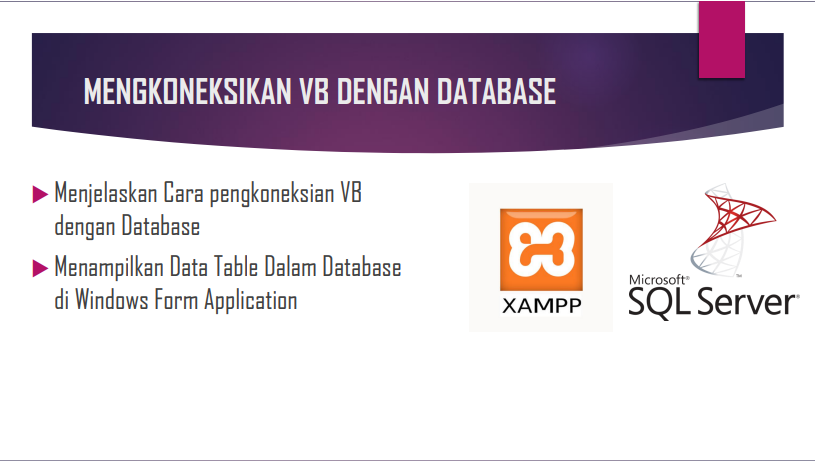 MENGKONEKSIKAN VB DENGAN DATABASE
Menjelaskan Cara pengkoneksian VB
dengan Database
Menampilkan Data Table Dalam Database
di Windows Form Application
XAMPP
Microsoft®
SQL Server®
™